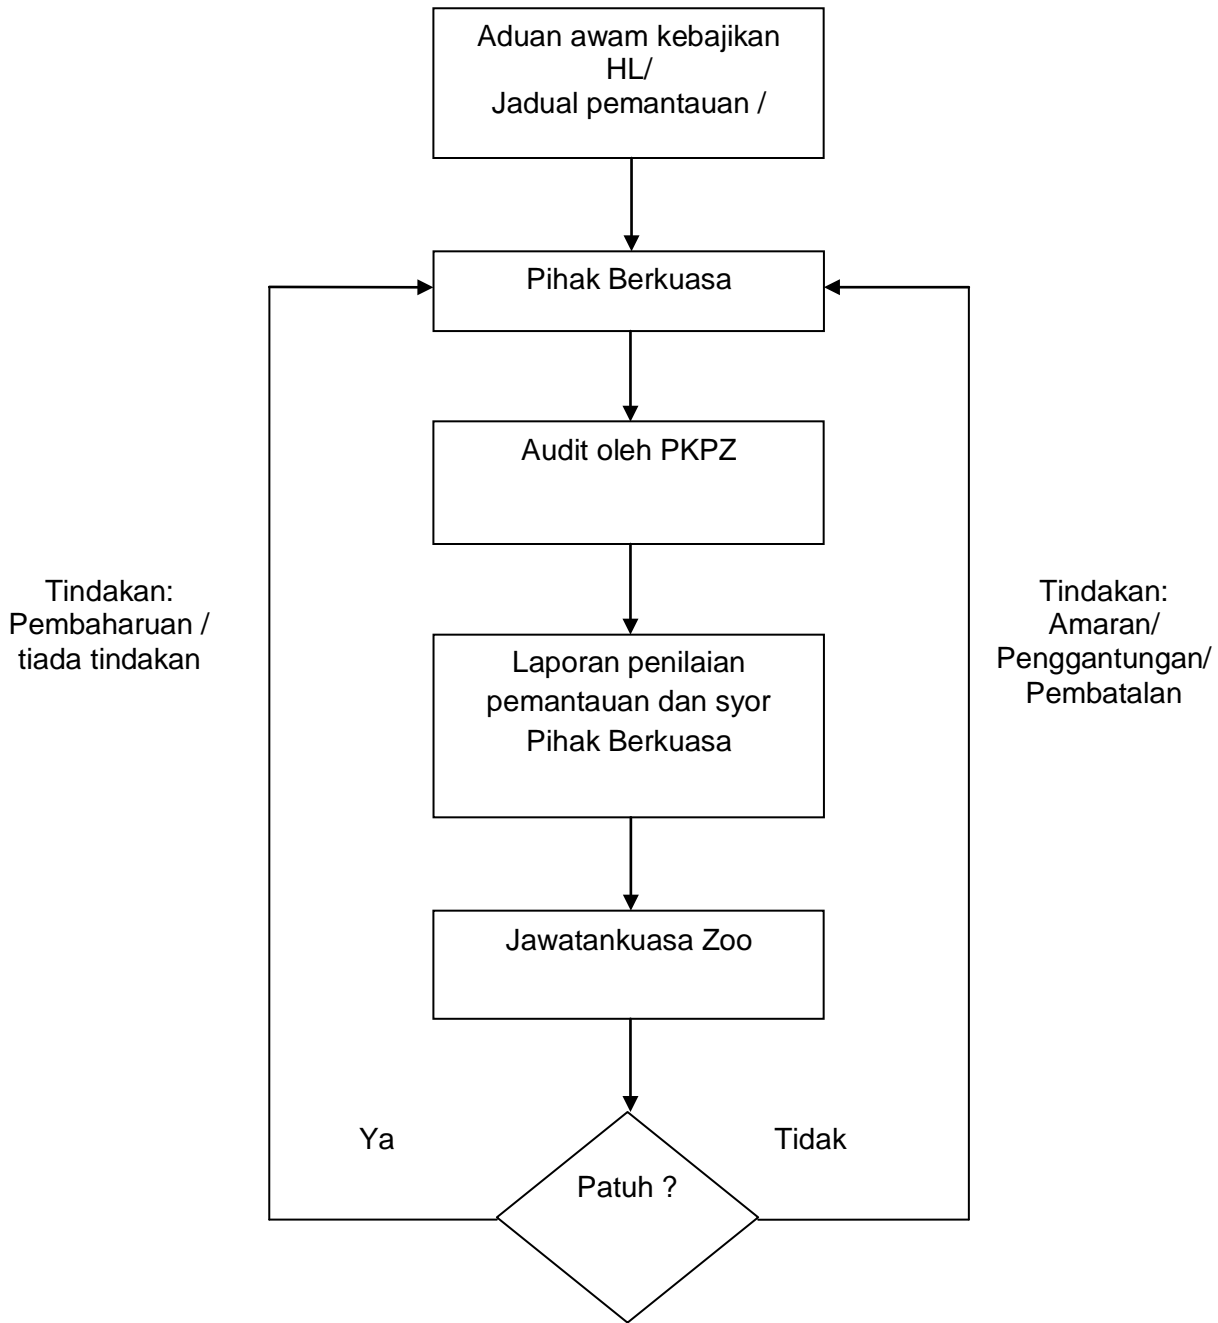 Aduan awam kebajikan
HL/
Jadual pemantauan /
Pihak Berkuasa
Audit oleh PKPZ
Tindakan:
Pembaharuan /
tiada tindakan
Tindakan:
Amaran/
Penggantungan/
Pembatalan
Laporan penilaian
pemantauan dan syor
Pihak Berkuasa
Jawatankuasa Zoo
Ya
Tidak
Patuh ?